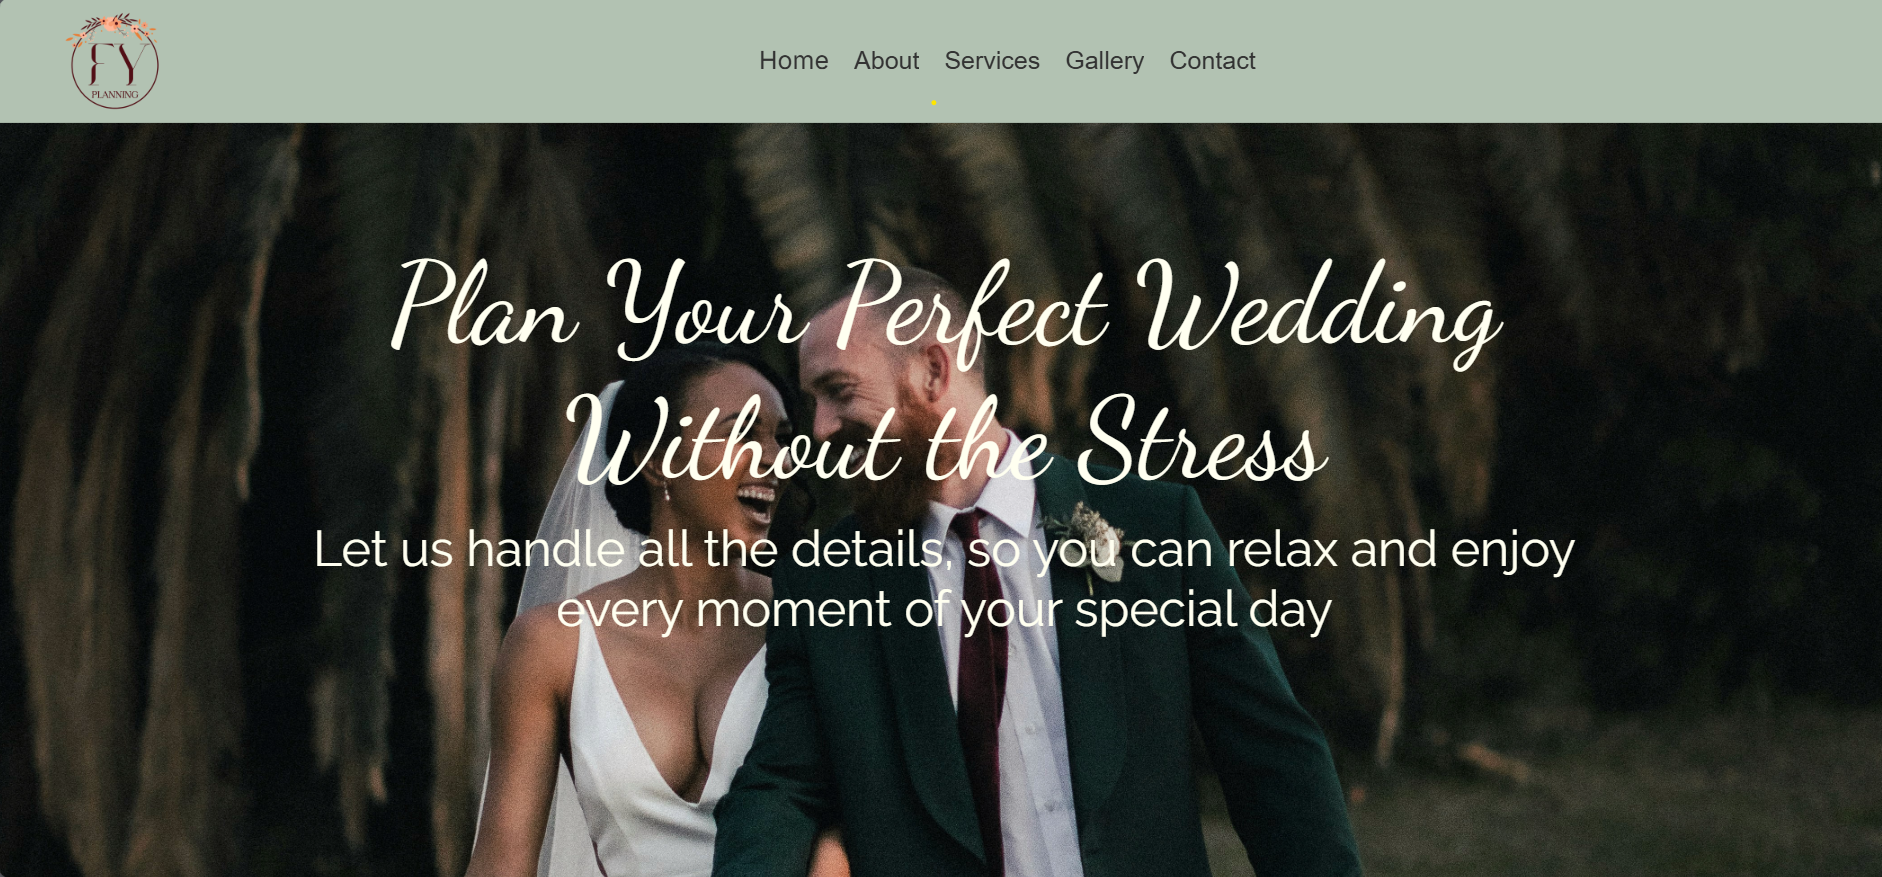 FY
PLANNING
Home About Services Gallery Contact
Plan Your Perfect Wedding
Without the Stress
Let us handle all the details, so you can relax and enjoy
every moment of your special day